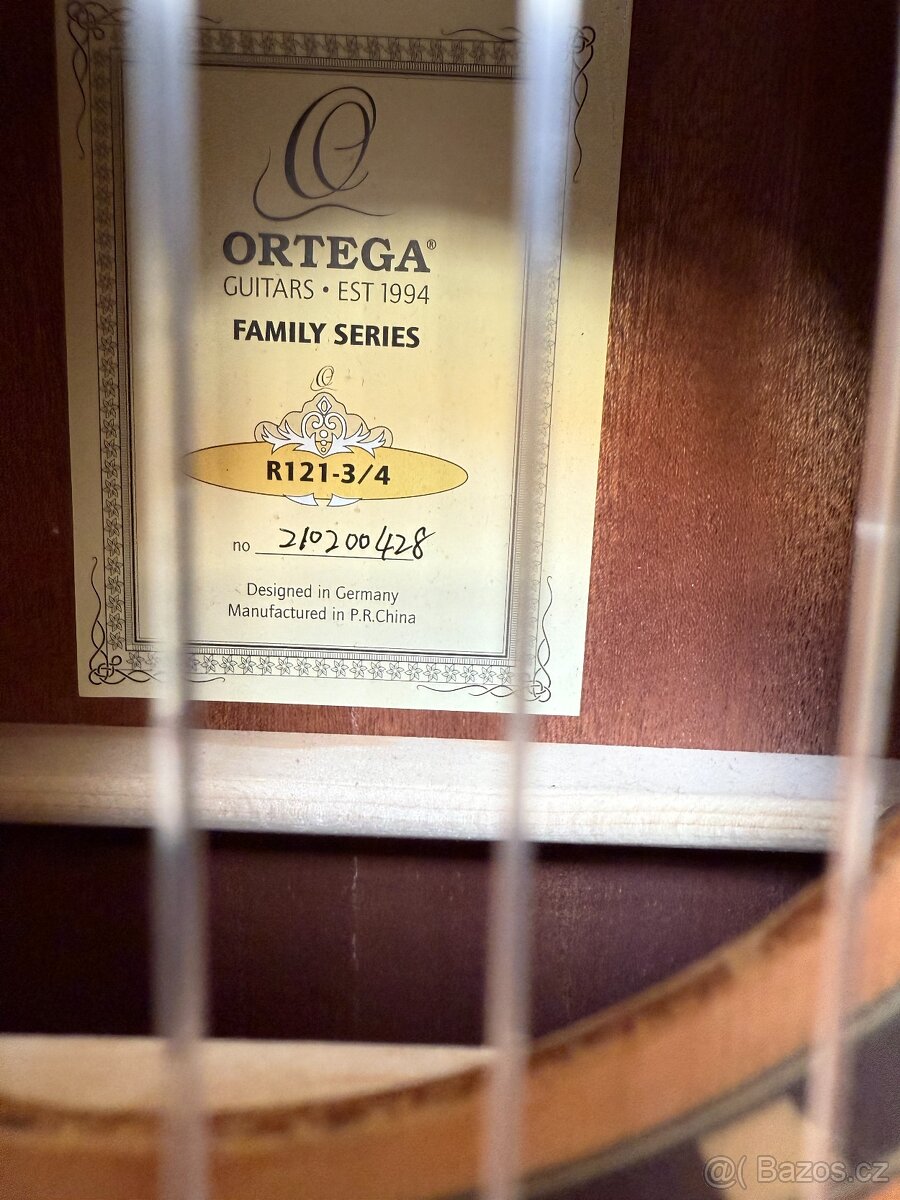 ORTEGA®
GUITARS • EST 1994
FAMILY SERIES
R121-3/4
no 210200428
Designed in Germany
Manufactured in P.R.China
@( Bazos.cz